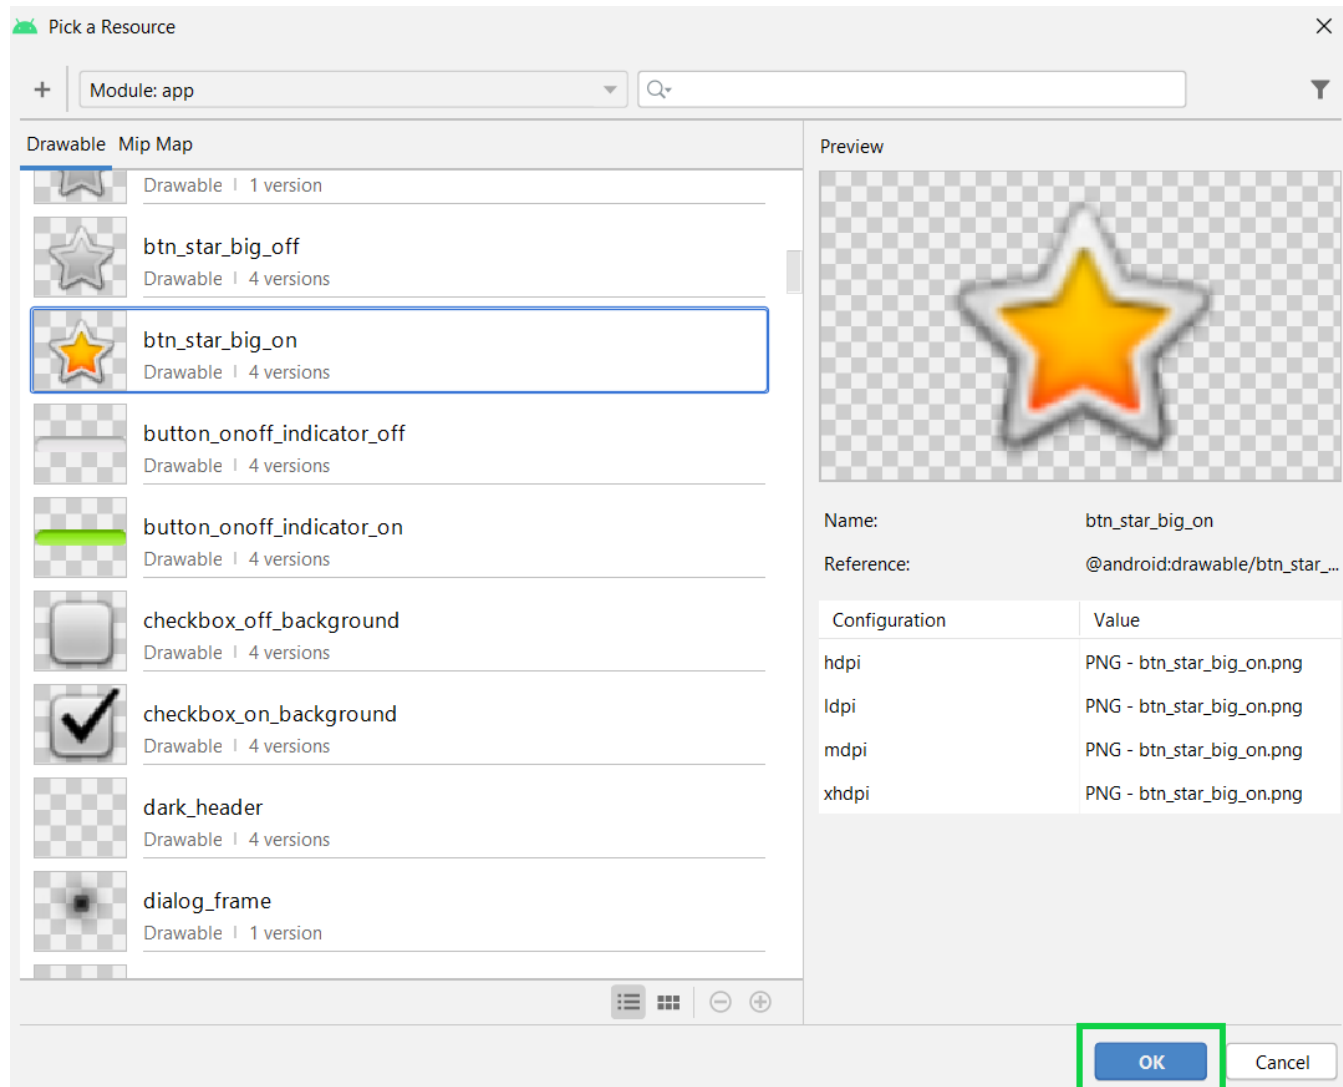 Pick a Resource
Module: app
Drawable Mip Map
Preview
Drawable | 1 version
btn_star_big_off
Drawable | 4 versions
btn_star_big_on
Drawable | 4 versions
button_onoff_indicator_off
Drawable | 4 versions
button_onoff_indicator_on
Drawable | 4 versions
checkbox_off_background
Drawable | 4 versions
checkbox_on_background
Drawable | 4 versions
dark_header
Drawable | 4 versions
dialog_frame
Drawable | 1 version
Name: btn_star_big_on
Reference: @android:drawable/btn_star_...
Configuration Value
hdpi PNG - btn_star_big_on.png
ldpi PNG - btn_star_big_on.png
mdpi PNG - btn_star_big_on.png
xhdpi PNG - btn_star_big_on.png
OK Cancel